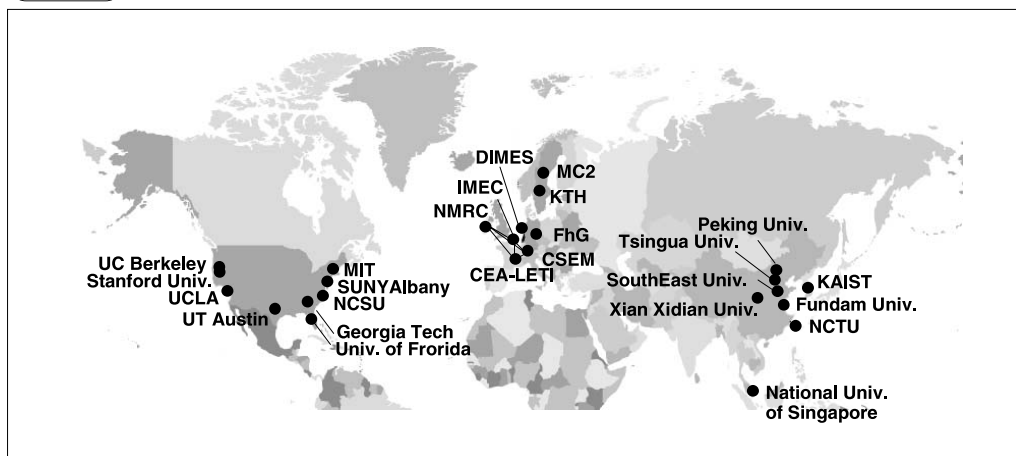 DIMES
IMEC
NMRC
MC2
KTH
FhG
CSEM
CEA-LETI
UC Berkeley
Stanford Univ.
UCLA
UT Austin
MIT
SUNYAlbany
NCSU
Georgia Tech
Univ. of Frorida
Peking Univ.
Tsingua Univ.
SouthEast Univ.
Xian Xidian Univ.
KAIST
Fundam Univ.
NCTU
National Univ.
of Singapore